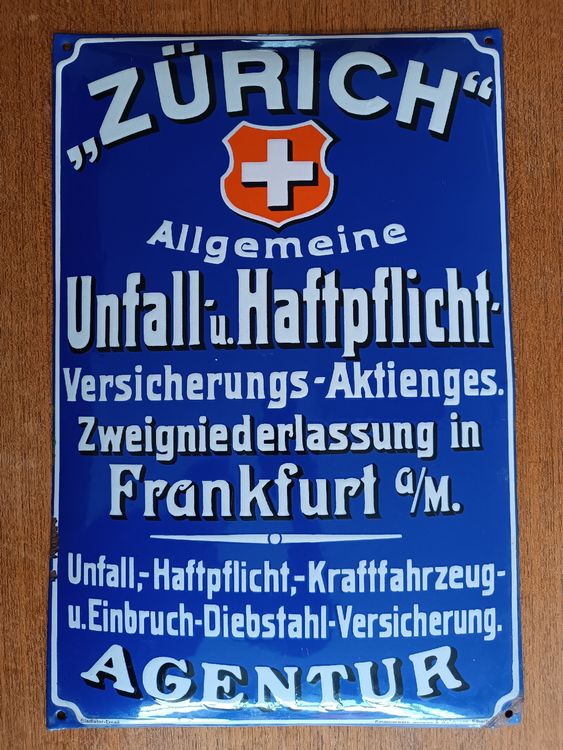 „ZÜRICH“
Allgemeine
Unfall-u.Haftpflicht-
Versicherungs-Aktienges.
Zweigniederlassung in
Frankfurt a/M.
Unfall,-Haftpflicht,-Kraftfahrzeug-
u.Einbruch-Diebstahl-Versicherung.
AGENTUR